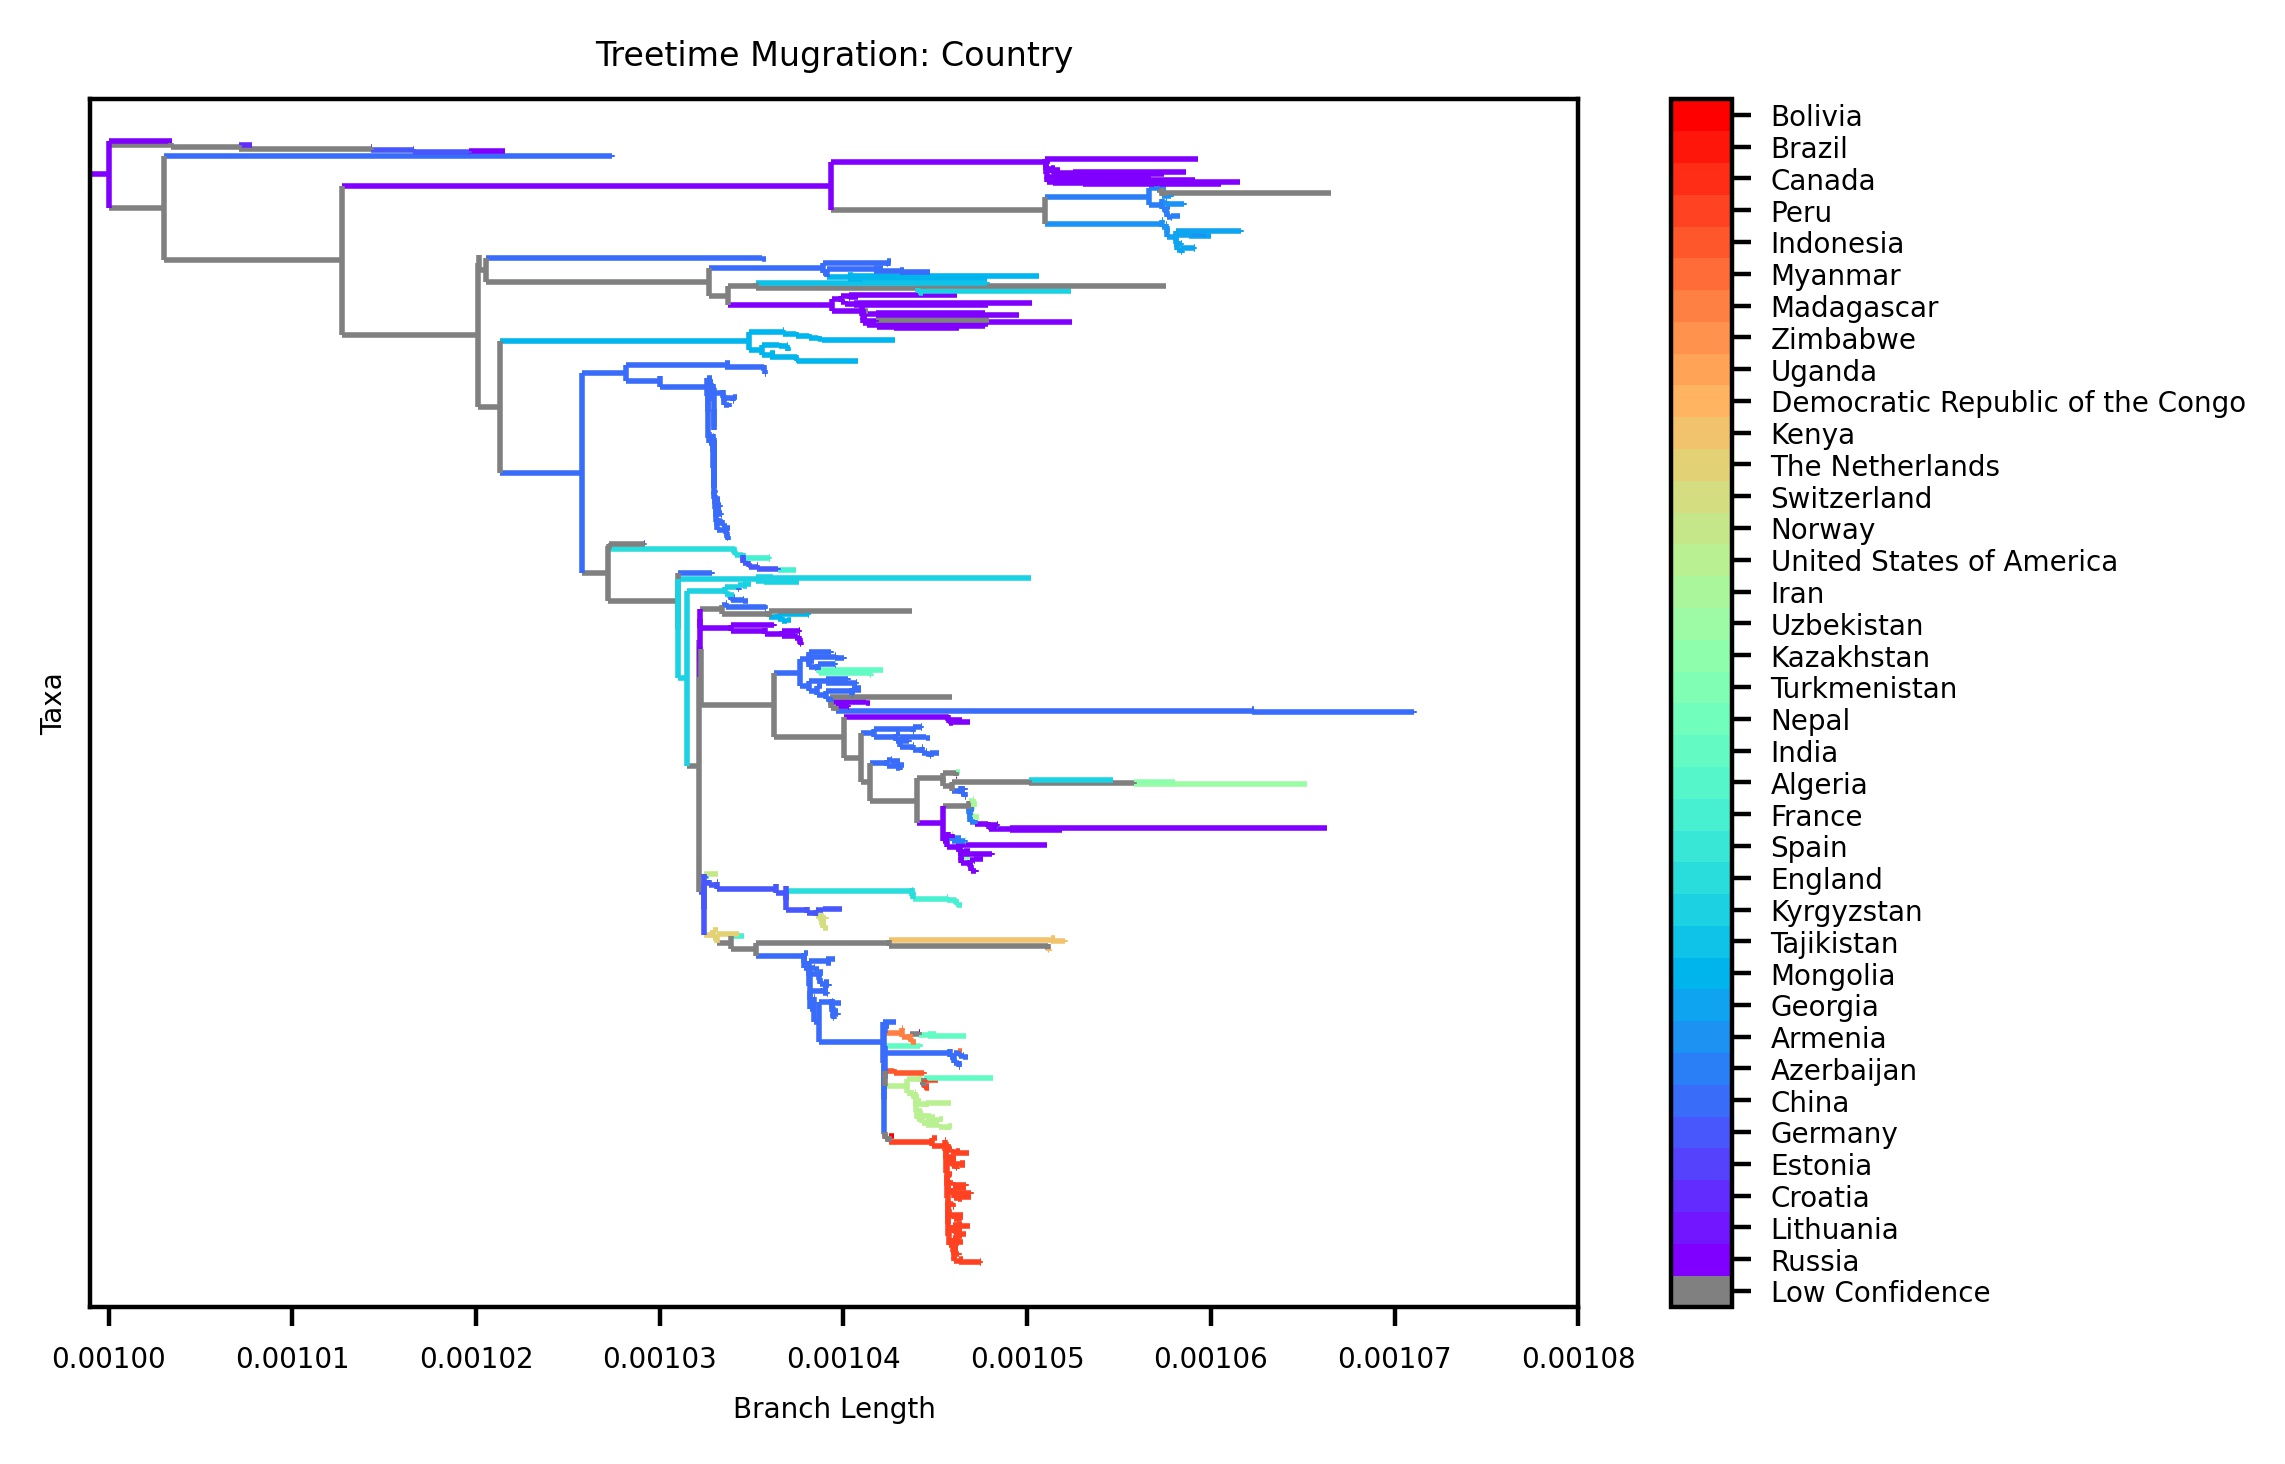 Treetime Mugration: Country
Taxa
0.00100
0.00101
0.00102
0.00103
0.00104
0.00105
0.00106
0.00107
0.00108
Branch Length
Bolivia
Brazil
Canada
Peru
Indonesia
Myanmar
Madagascar
Zimbabwe
Uganda
Democratic Republic of the Congo
Kenya
The Netherlands
Switzerland
Norway
United States of America
Iran
Uzbekistan
Kazakhstan
Turkmenistan
Nepal
India
Algeria
France
Spain
England
Kyrgyzstan
Tajikistan
Mongolia
Georgia
Armenia
Azerbaijan
China
Germany
Estonia
Croatia
Lithuania
Russia
Low Confidence